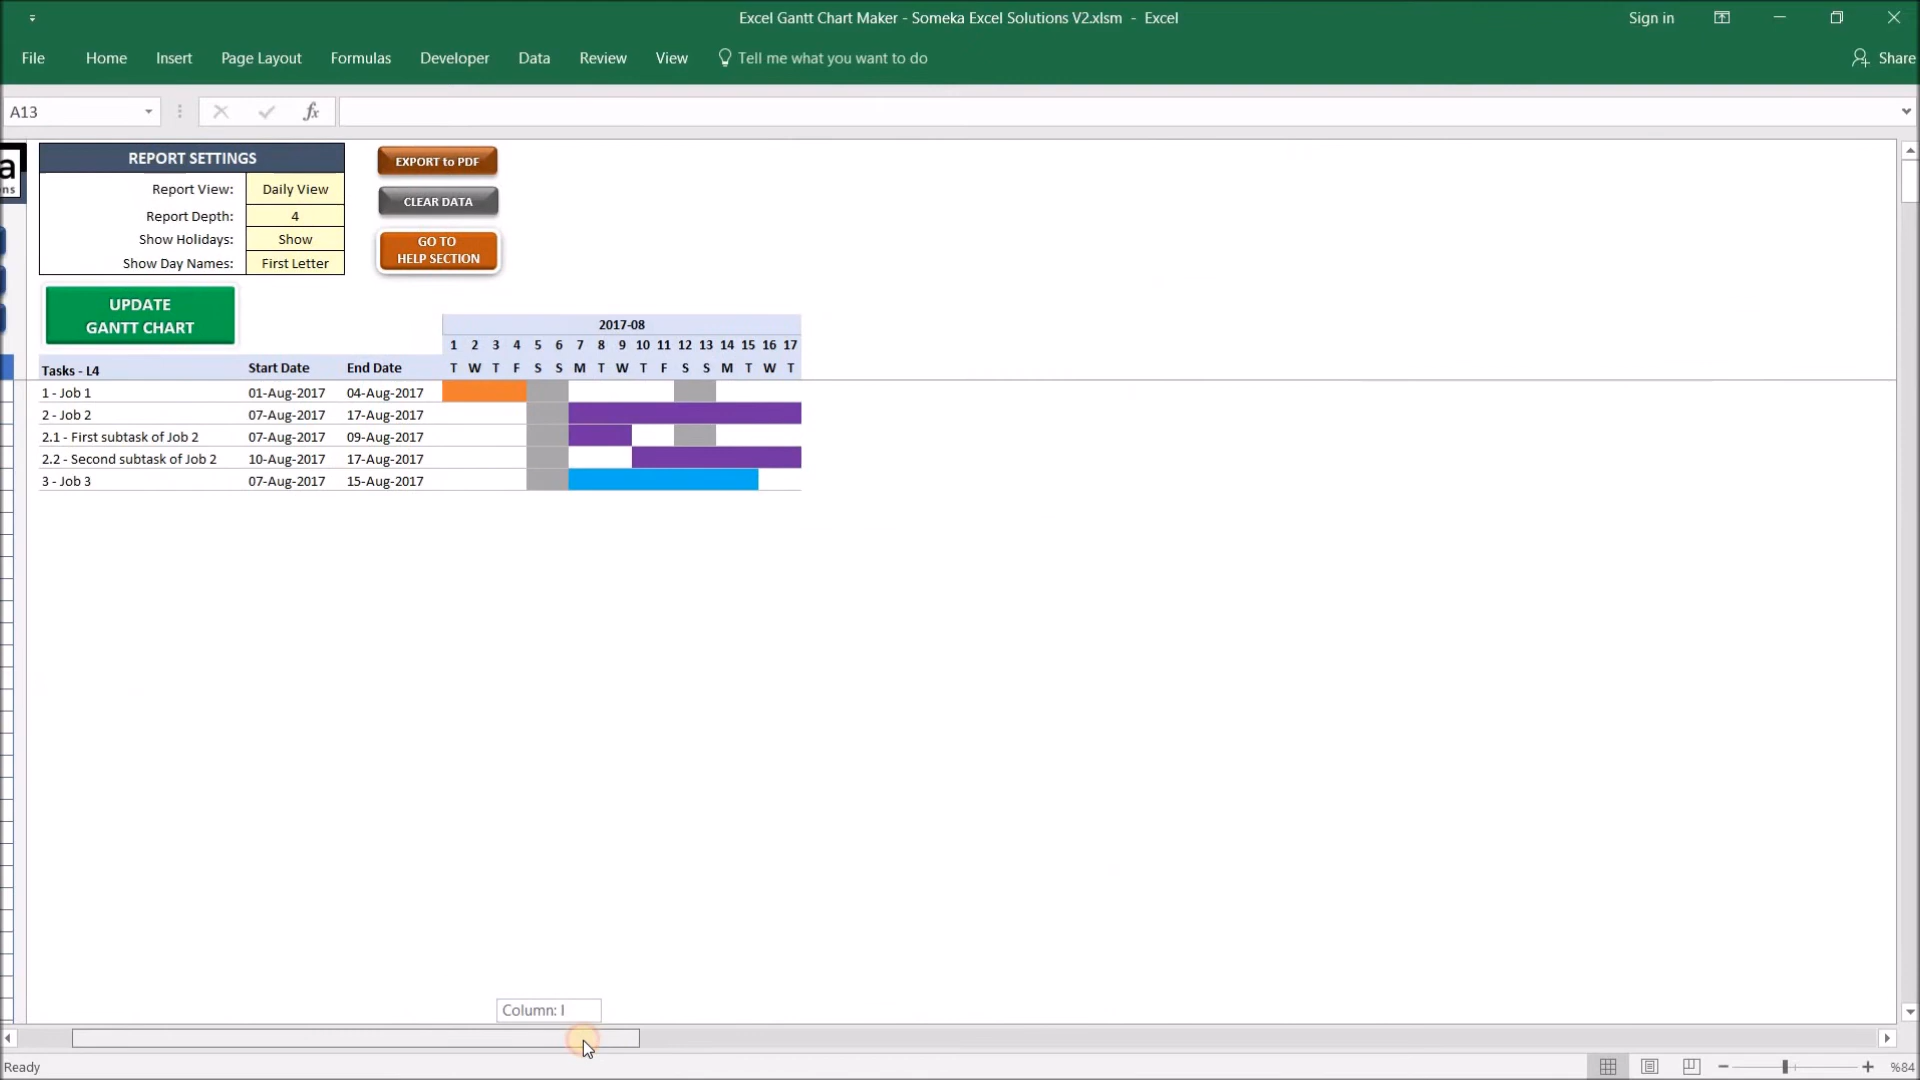 Excel Gantt Chart Maker - Someka Excel Solutions V2.xlsm - Excel
Sign in
File Home Insert Page Layout Formulas Developer Data Review View Tell me what you want to do Share
A13 fx
a
ns
REPORT SETTINGS
Report View: Daily View
Report Depth: 4
Show Holidays: Show
Show Day Names: First Letter
EXPORT to PDF
CLEAR DATA
GO TO
HELP SECTION
UPDATE
GANTT CHART
2017-08
1 2 3 4 5 6 7 8 9 10 11 12 13 14 15 16 17
Tasks - L4 Start Date End Date T W T F S S M T W T F S S M T W T
1 - Job 1 01-Aug-2017 04-Aug-2017
2 - Job 2 07-Aug-2017 17-Aug-2017
2.1 - First subtask of Job 2 07-Aug-2017 09-Aug-2017
2.2 - Second subtask of Job 2 10-Aug-2017 17-Aug-2017
3 - Job 3 07-Aug-2017 15-Aug-2017
Column: I
Ready
%84